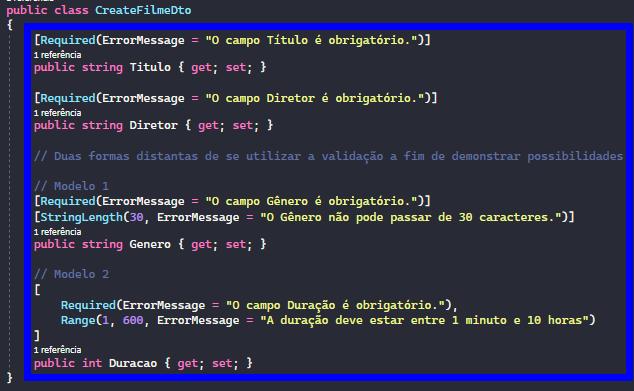 public class CreateFilmeDto
{
[Required(ErrorMessage = "O campo Título é obrigatório.")]
1 referência
public string Titulo { get; set; }
[Required(ErrorMessage = "O campo Diretor é obrigatório.")]
1 referência
public string Diretor { get; set; }
// Duas formas distantas de se utilizar a validação a fim de demonstrar possibilidades
// Modelo 1
[Required(ErrorMessage = "O campo Gênero é obrigatório.")]
[StringLength(30, ErrorMessage = "O Gênero não pode passar de 30 caracteres.")]
1 referência
public string Genero { get; set; }
// Modelo 2
[
Required(ErrorMessage = "O campo Duração é obrigatório."),
Range(1, 600, ErrorMessage = "A duração deve estar entre 1 minuto e 10 horas")
]
1 referência
public int Duracao { get; set; }
}